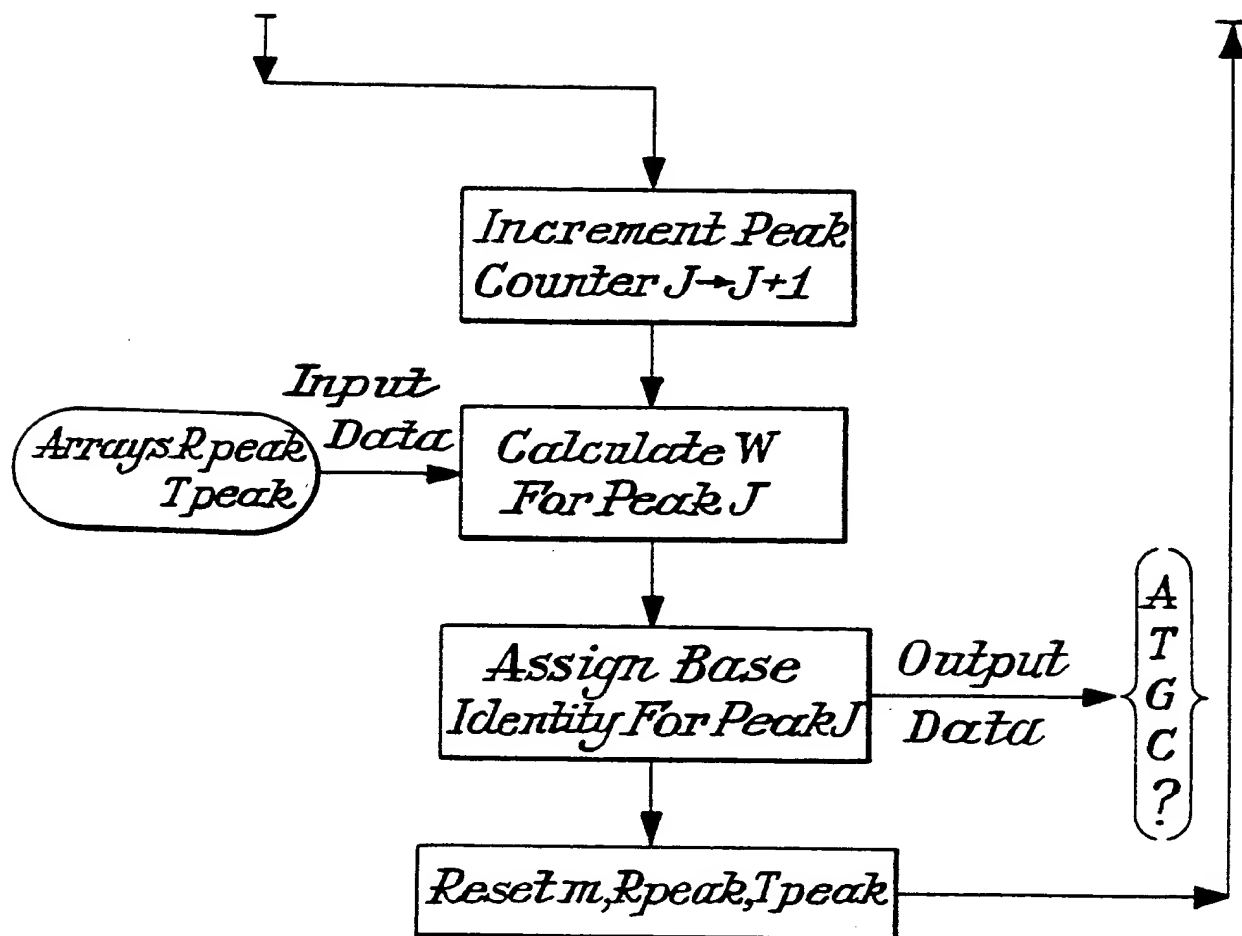 Increment Peak
Counter J→J+1
Input
Data
Arrays Rpeak
Tpeak
Calculate W
For Peak J
Assign Base
Identity For Peak J
Output
Data
A
T
G
C
?
Reset m, Rpeak, Tpeak